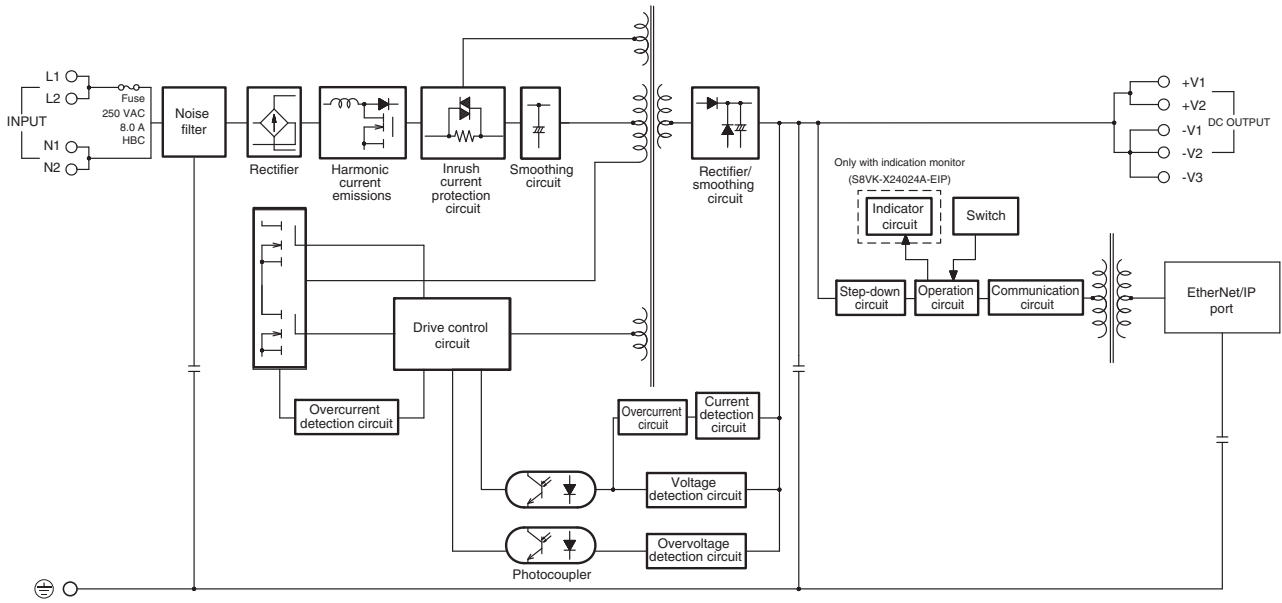 L1
L2
INPUT
N1
N2
Fuse
250 VAC
8.0 A
HBC
Noise
filter
Rectifier
Harmonic
current
emissions
Inrush
current
protection
circuit
Smoothing
circuit
Rectifier/
smoothing
circuit
+V1
+V2
-V1
-V2
-V3
DC OUTPUT
Only with indication monitor
(S8VK-X24024A-EIP)
Indicator
circuit
Switch
Step-down
circuit
Operation
circuit
Communication
circuit
EtherNet/IP
port
Drive control
circuit
Overcurrent
detection circuit
Overcurrent
circuit
Current
detection
circuit
Voltage
detection circuit
Overvoltage
detection circuit
Photocoupler